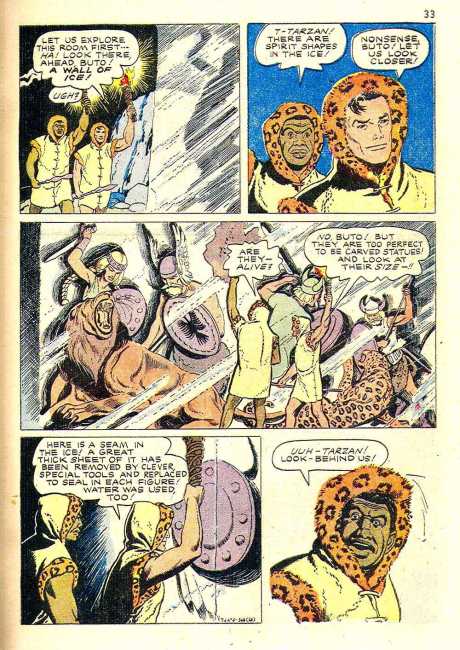 33
LET US EXPLORE
THIS ROOM FIRST--
HA! LOOK THERE,
AHEAD, BUTO!
A WALL OF
ICE!
UGH?
T-TARZAN!
THERE ARE
SPIRIT SHAPES
IN THE ICE!
NONSENSE,
BUTO! LET
US LOOK
CLOSER!
ARE
THEY—
ALIVE?
NO, BUTO! BUT
THEY ARE TOO PERFECT
TO BE CARVED STATUES!
AND LOOK AT
THEIR SIZE—!!
HERE IS A SEAM IN
THE ICE! A GREAT
THICK SHEET OF IT HAS
BEEN REMOVED BY CLEVER
SPECIAL TOOLS AND REPLACED
TO SEAL IN EACH FIGURE!
WATER WAS USED,
TOO!
UUH-TARZAN!
LOOK-BEHIND US!